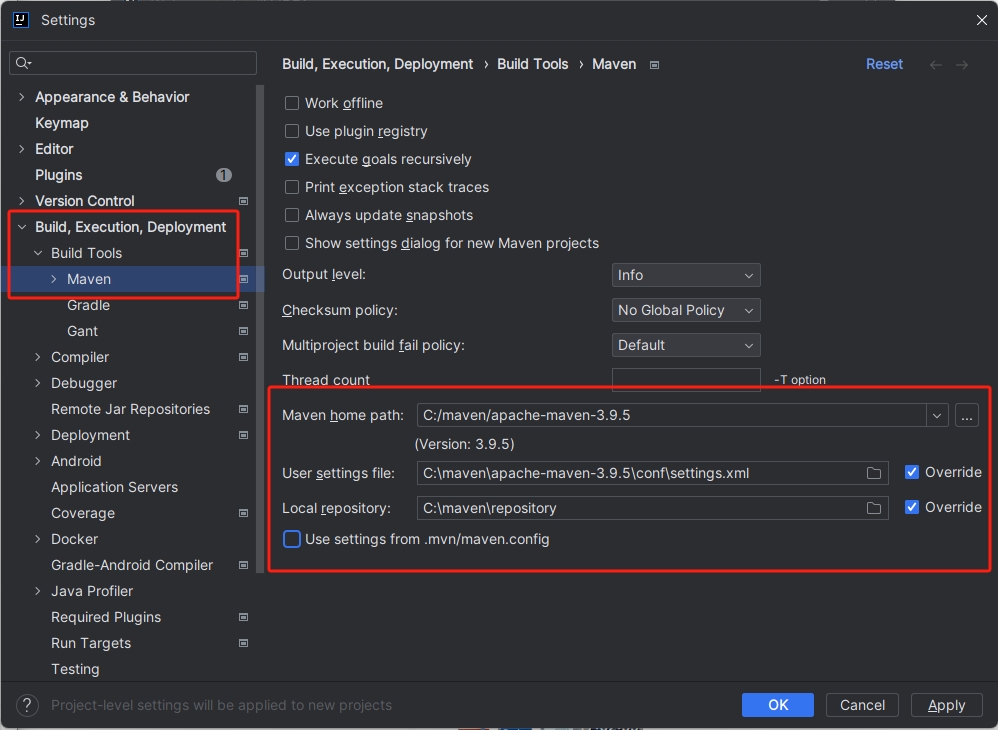 Settings
Appearance & Behavior
Keymap
Editor
Plugins 1
Version Control
Build, Execution, Deployment
Build Tools
Maven
Gradle
Gant
Compiler
Debugger
Remote Jar Repositories
Deployment
Android
Application Servers
Coverage
Docker
Gradle-Android Compiler
Java Profiler
Required Plugins
Run Targets
Testing
Build, Execution, Deployment › Build Tools › Maven
Reset
Work offline
Use plugin registry
Execute goals recursively
Print exception stack traces
Always update snapshots
Show settings dialog for new Maven projects
Output level: Info
Checksum policy: No Global Policy
Multiproject build fail policy: Default
Thread count -T option
Maven home path: C:/maven/apache-maven-3.9.5 ...
(Version: 3.9.5)
User settings file: C:\maven\apache-maven-3.9.5\conf\settings.xml Override
Local repository: C:\maven\repository Override
Use settings from .mvn/maven.config
? Project-level settings will be applied to new projects
OK Cancel Apply